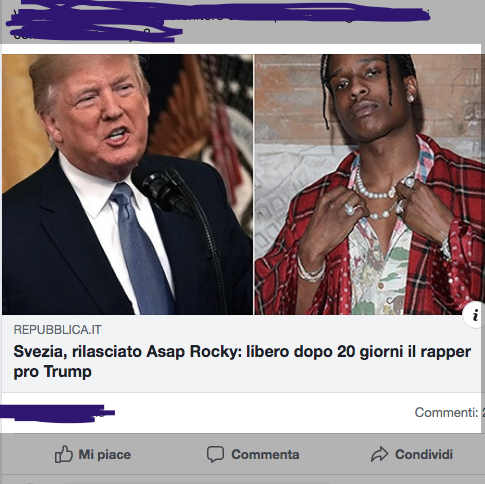 REPUBBLICA.IT
Svezia, rilasciato Asap Rocky: libero dopo 20 giorni il rapper
pro Trump
Commenti:
Mi piace
Commenta
Condividi